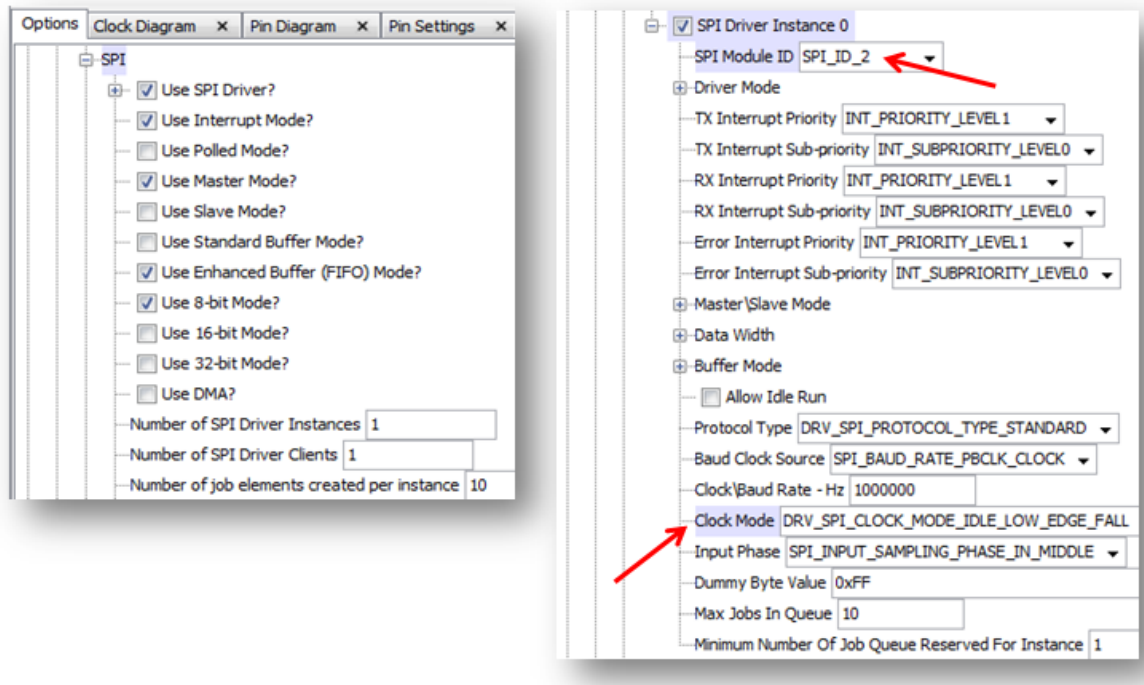 Options
Clock Diagram ×
Pin Diagram ×
Pin Settings ×
SPI
Use SPI Driver?
Use Interrupt Mode?
Use Polled Mode?
Use Master Mode?
Use Slave Mode?
Use Standard Buffer Mode?
Use Enhanced Buffer (FIFO) Mode?
Use 8-bit Mode?
Use 16-bit Mode?
Use 32-bit Mode?
Use DMA?
Number of SPI Driver Instances 1
Number of SPI Driver Clients 1
Number of job elements created per instance 10
SPI Driver Instance 0
SPI Module ID SPI_ID_2
Driver Mode
TX Interrupt Priority INT_PRIORITY_LEVEL1
TX Interrupt Sub-priority INT_SUBPRIORITY_LEVEL0
RX Interrupt Priority INT_PRIORITY_LEVEL1
RX Interrupt Sub-priority INT_SUBPRIORITY_LEVEL0
Error Interrupt Priority INT_PRIORITY_LEVEL1
Error Interrupt Sub-priority INT_SUBPRIORITY_LEVEL0
Master\Slave Mode
Data Width
Buffer Mode
Allow Idle Run
Protocol Type DRV_SPI_PROTOCOL_TYPE_STANDARD
Baud Clock Source SPI_BAUD_RATE_PBCLK_CLOCK
Clock\Baud Rate - Hz 1000000
Clock Mode DRV_SPI_CLOCK_MODE_IDLE_LOW_EDGE_FALL
Input Phase SPI_INPUT_SAMPLING_PHASE_IN_MIDDLE
Dummy Byte Value 0xFF
Max Jobs In Queue 10
Minimum Number Of Job Queue Reserved For Instance 1